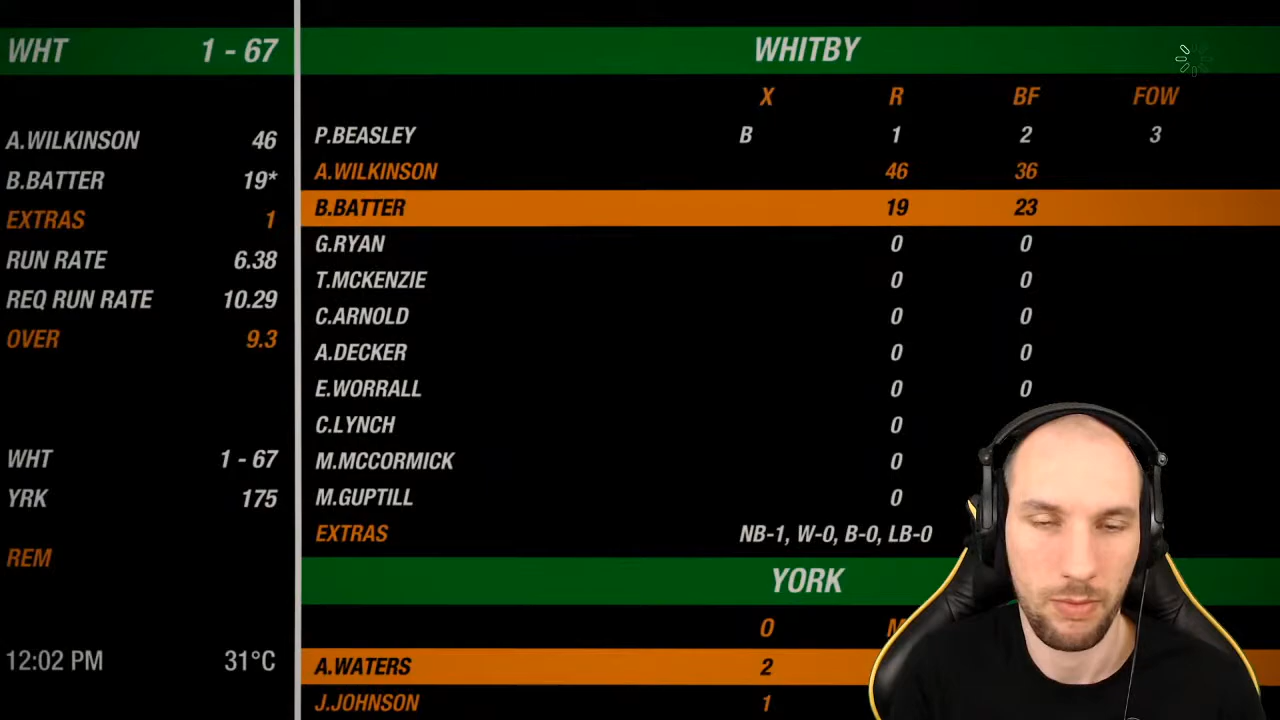 WHT 1 - 67
A.WILKINSON 46
B.BATTER 19*
EXTRAS 1
RUN RATE 6.38
REQ RUN RATE 10.29
OVER 9.3
WHT 1 - 67
YRK 175
REM
12:02 PM 31°C
WHITBY
X R BF FOW
P.BEASLEY B 1 2 3
A.WILKINSON 46 36
B.BATTER 19 23
G.RYAN 0 0
T.MCKENZIE 0 0
C.ARNOLD 0 0
A.DECKER 0 0
E.WORRALL 0 0
C.LYNCH 0
M.MCCORMICK 0
M.GUPTILL 0
EXTRAS NB-1, W-0, B-0, LB-0
YORK
O
A.WATERS 2
J.JOHNSON 1